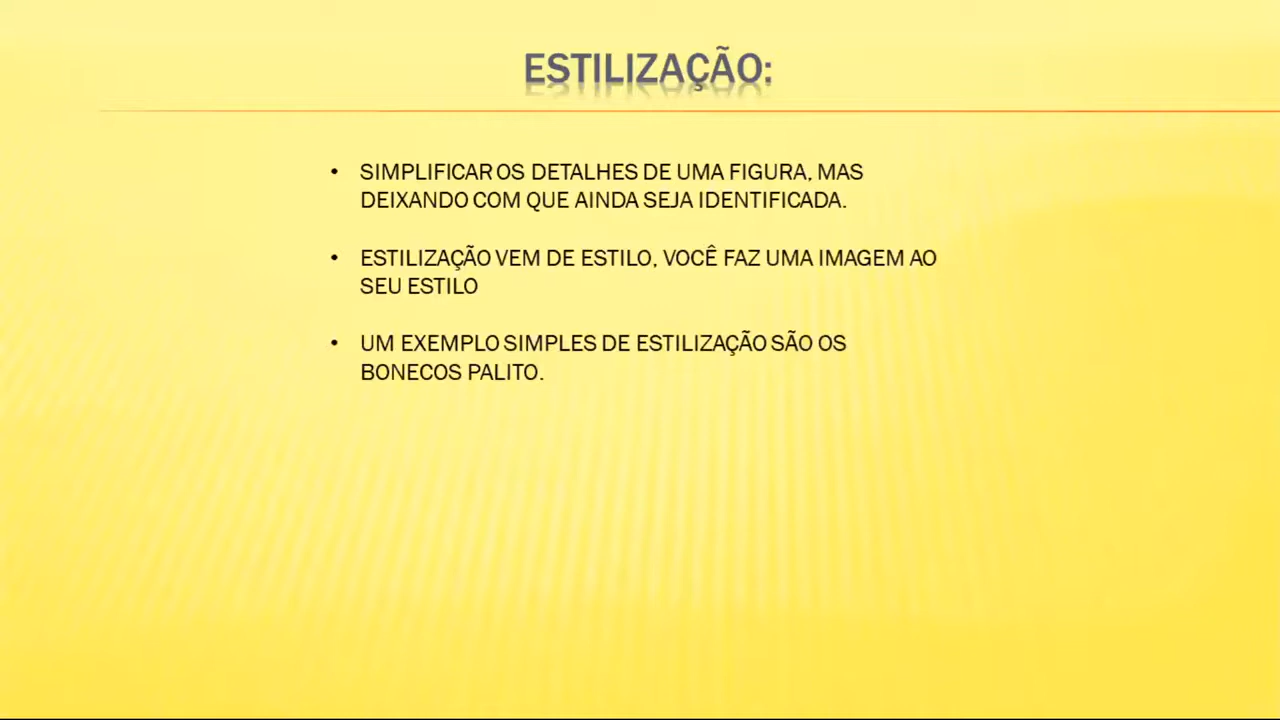 ESTILIZAÇÃO:
• SIMPLIFICAR OS DETALHES DE UMA FIGURA, MAS
DEIXANDO COM QUE AINDA SEJA IDENTIFICADA.
• ESTILIZAÇÃO VEM DE ESTILO, VOCÊ FAZ UMA IMAGEM AO
SEU ESTILO
• UM EXEMPLO SIMPLES DE ESTILIZAÇÃO SÃO OS
BONECOS PALITO.